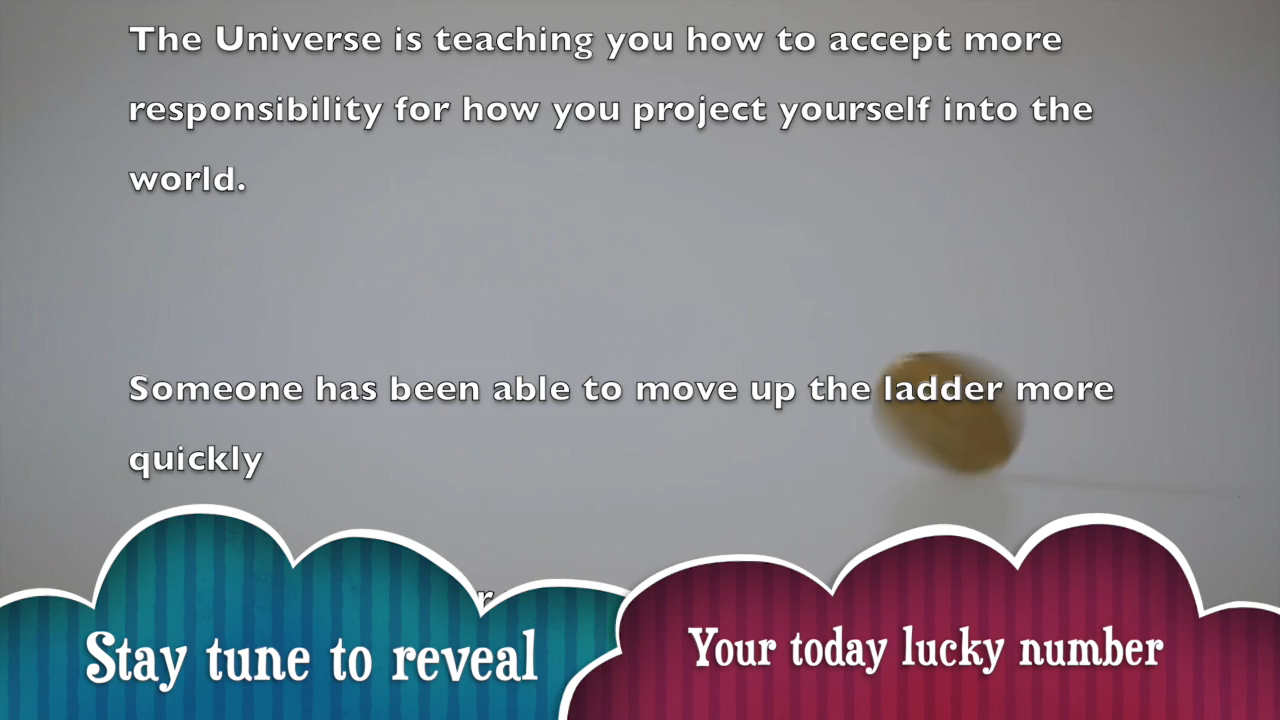 The Universe is teaching you how to accept more
responsibility for how you project yourself into the
world.
Someone has been able to move up the ladder more
quickly
Stay tune to reveal
Your today lucky number